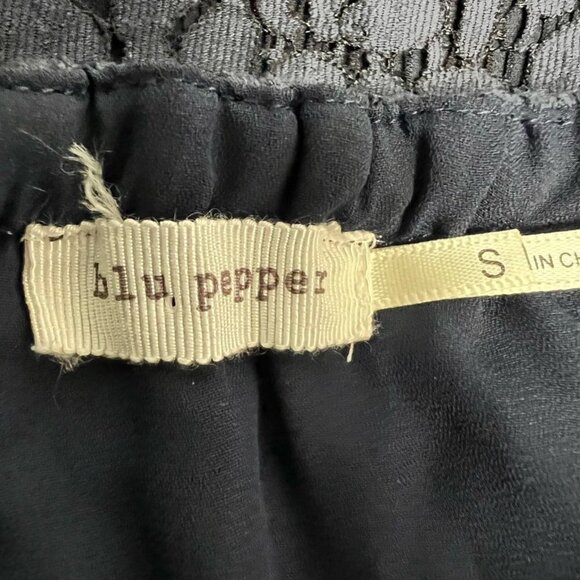 blu pepper
S
IN CH